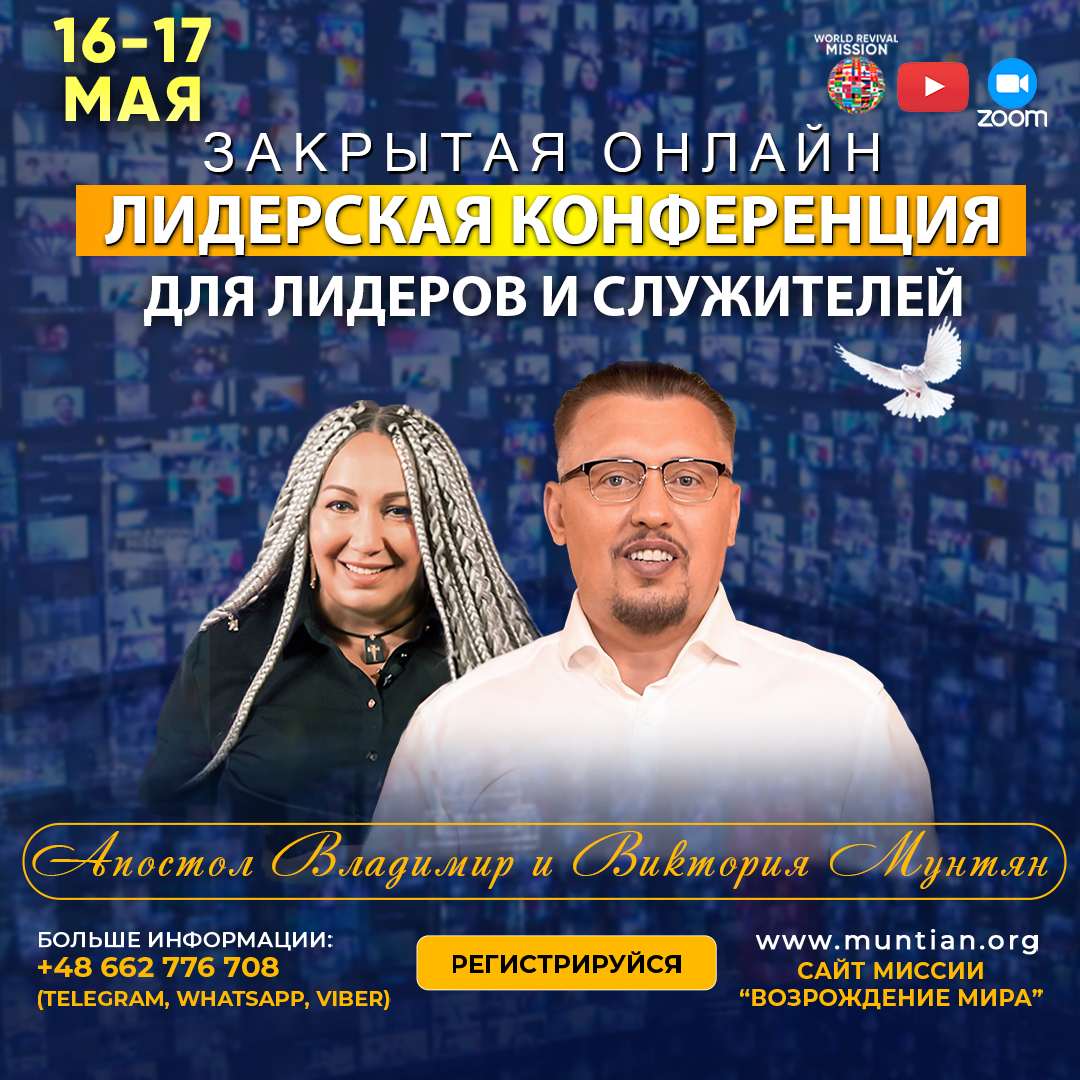 16-17
МАЯ
WORLD REVIVAL
MISSION
zoom
ЗАКРЫТАЯ ОНЛАЙН
ЛИДЕРСКАЯ КОНФЕРЕНЦИЯ
ДЛЯ ЛИДЕРОВ И СЛУЖИТЕЛЕЙ
Апостол Владимир и Виктория Мунтян
БОЛЬШЕ ИНФОРМАЦИИ:
+48 662 776 708
(TELEGRAM, WHATSAPP, VIBER)
РЕГИСТРИРУЙСЯ
www.muntian.org
САЙТ МИССИИ
“ВОЗРОЖДЕНИЕ МИРА”